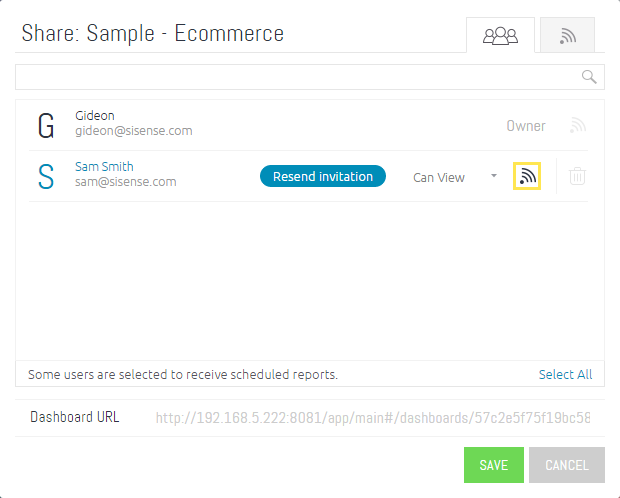 Share: Sample - Ecommerce
G
Gideon
gideon@sisense.com
Owner
S
Sam Smith
sam@sisense.com
Resend invitation
Can View
Some users are selected to receive scheduled reports.
Select All
Dashboard URL
http://192.168.5.222:8081/app/main#/dashboards/57c2e5f75f19bc58
SAVE
CANCEL